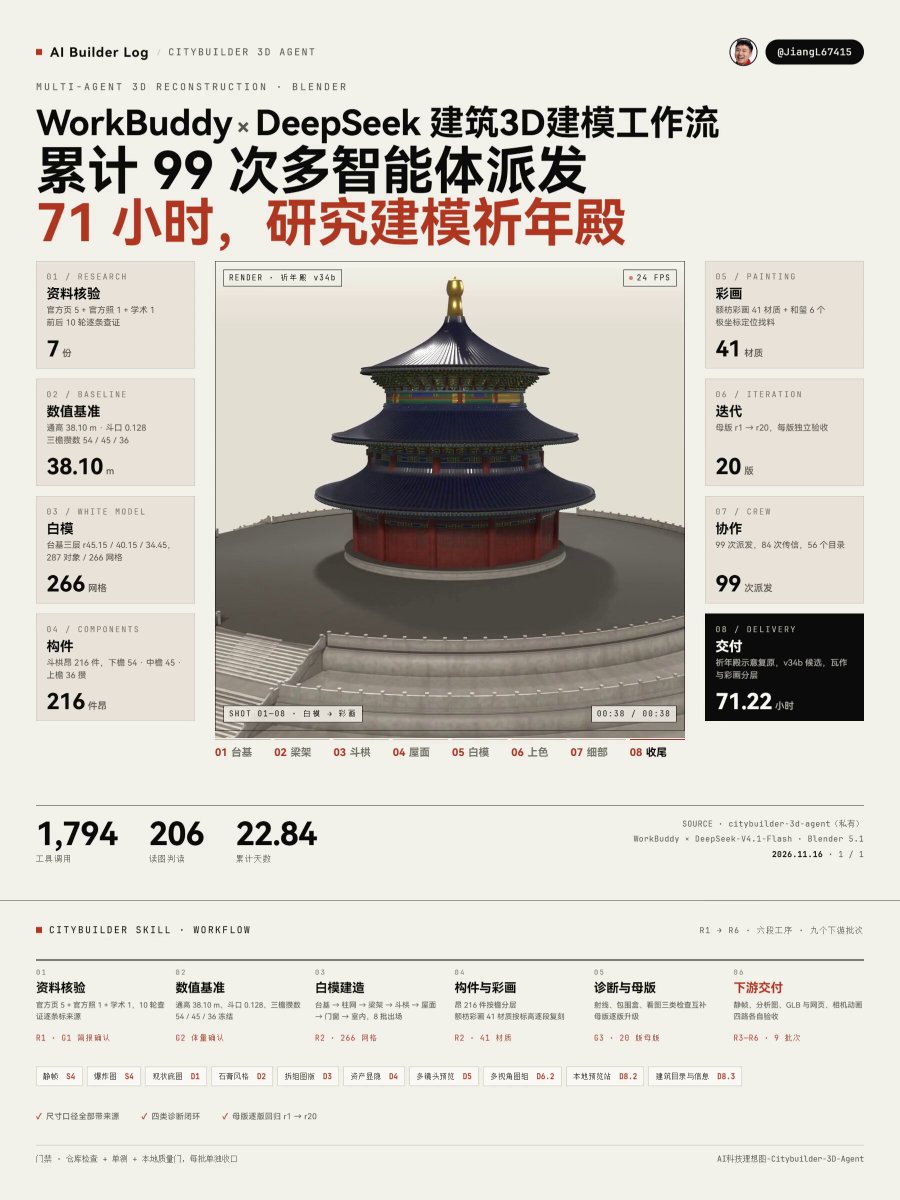 AI Builder Log / CITYBUILDER 3D AGENT
@JiangL67415
MULTI-AGENT 3D RECONSTRUCTION · BLENDER
WorkBuddy × DeepSeek 建筑3D建模工作流
累计 99 次多智能体派发
71 小时，研究建模祈年殿
01 / RESEARCH
资料核验
官方页 5 + 官方照 1 + 学术 1
前后 10 轮逐条查证
7 份
02 / BASELINE
数值基准
通高 38.10 m · 斗口 0.128
三檐攒数 54 / 45 / 36
38.10 m
03 / WHITE MODEL
白模
台基三层 r45.15 / 40.15 / 34.45,
287 对象 / 266 网格
266 网格
04 / COMPONENTS
构件
斗栱昂 216 件，下檐 54 · 中檐 45 ·
上檐 36 攒
216 件昂
RENDER · 祈年殿 v34b
24 FPS
SHOT 01—08 · 白模 → 彩画
00:38 / 00:38
01 台基
02 梁架
03 斗栱
04 屋面
05 白模
06 上色
07 细部
08 收尾
05 / PAINTING
彩画
额枋彩画 41 材质 + 和玺 6 个
极坐标定位找料
41 材质
06 / ITERATION
迭代
母版 r1 → r20，每版独立验收
20 版
07 / CREW
协作
99 次派发，84 次传信，56 个目录
99 次派发
08 / DELIVERY
交付
祈年殿示意复原，v34b 候选，瓦作
与彩画分层
71.22 小时
1,794
工具调用
206
读图判读
22.84
累计天数
SOURCE · citybuilder-3d-agent（私有）
WorkBuddy × DeepSeek-V4.1-Flash · Blender 5.1
2026.11.16 · 1 / 1
CITYBUILDER SKILL · WORKFLOW
R1 → R6 · 六段工序 · 九个下游批次
01
资料核验
官方页 5 + 官方照 1 + 学术 1，10 轮查
证逐条标来源
R1 · G1 简报确认
02
数值基准
通高 38.10 m、斗口 0.128、三檐攒数
54 / 45 / 36 冻结
G2 体量确认
03
白模建造
台基 → 柱网 → 梁架 → 斗栱 → 屋面
→ 门窗 → 室内，8 批出场
R2 · 266 网格
04
构件与彩画
昂 216 件按檐分层
额枋彩画 41 材质按标高逐段复刻
R2 · 41 材质
05
诊断与母版
射线、包围盒、看图三类检查互补
母版逐版升级
G3 · 20 版母版
06
下游交付
静帧、分析图、GLB 与网页、相机动画
四路各自验收
R3—R6 · 9 批次
静帧 S4
爆炸图 S4
现状底图 D1
石膏风格 D2
拆组图版 D3
资产显隐 D4
多镜头预览 D5
多视角图组 D6.2
本地预览站 D8.2
建筑目录与信息 D8.3
✓ 尺寸口径全部带来源
✓ 四类诊断闭环
✓ 母版逐版回归 r1 → r20
门禁 · 仓库检查 + 单测 + 本地质量门，每批单独收口
AI科技理想图-Citybuilder-3D-Agent